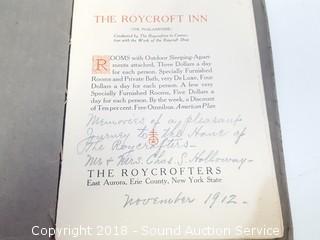 THE ROYCROFT INN
(THE PHALANSTERIE)
Conducted by The Roycrofters in Connec-
tion with the Work of the Roycroft Shop
ROOMS with Outdoor Sleeping-Apart-
ments attached, Three Dollars a day
for each person. Specially Furnished
Rooms and Private Bath, very De Luxe, Four
Dollars a day for each person. A few very
Specially Furnished Rooms, Five Dollars a
day for each person. By the week, a Discount
of Ten per cent. Free Omnibus. American Plan
Memoirs of a pleasant
Journey to the Home of
The Roycrofters—
Mr & Mrs. Chas. S. Holloway—
THE ROYCROFTERS
East Aurora, Erie County, New York State
November 1912—
Copyright 2018 - Sound Auction Service